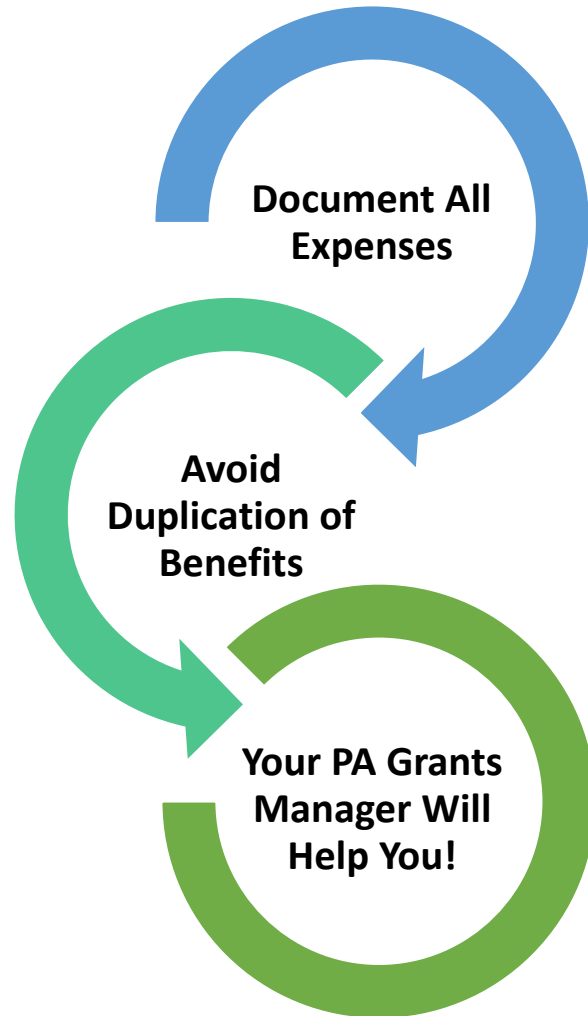 Document All
Expenses
Avoid
Duplication of
Benefits
Your PA Grants
Manager Will
Help You!